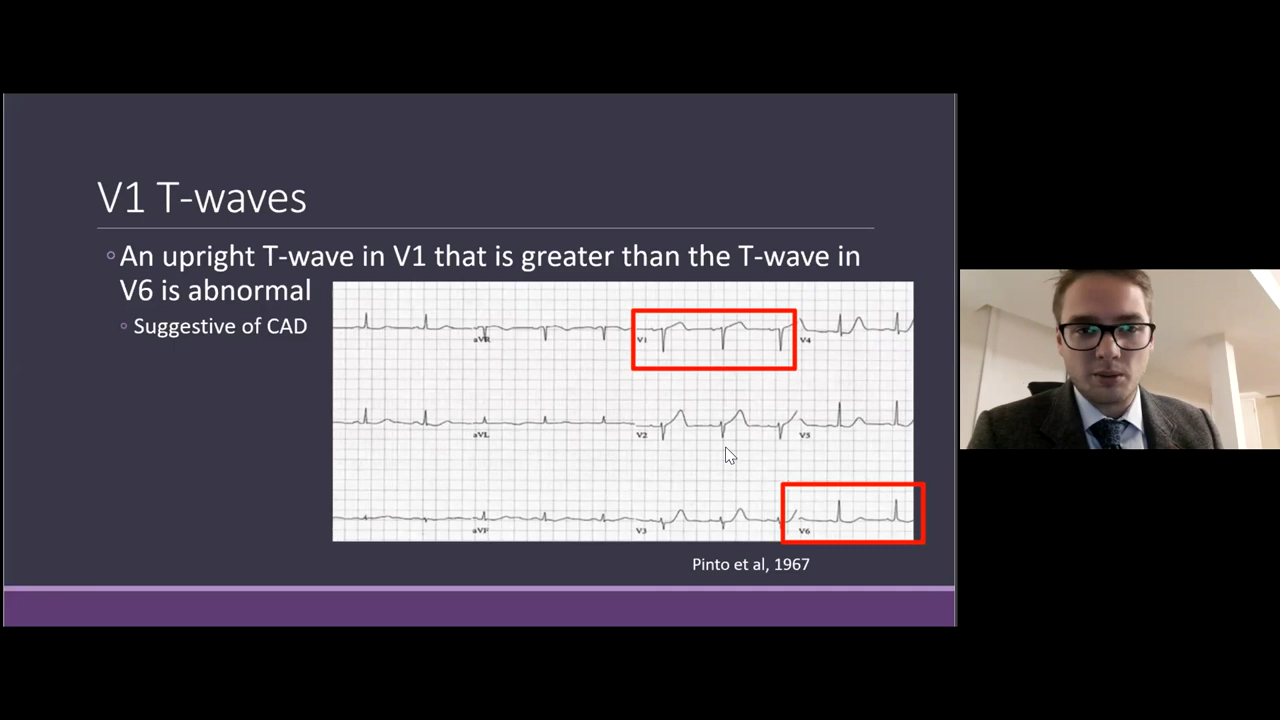 V1 T-waves
An upright T-wave in V1 that is greater than the T-wave in
V6 is abnormal
Suggestive of CAD
aVR
V1
V4
aVL
V2
V5
aVF
V3
V6
Pinto et al, 1967